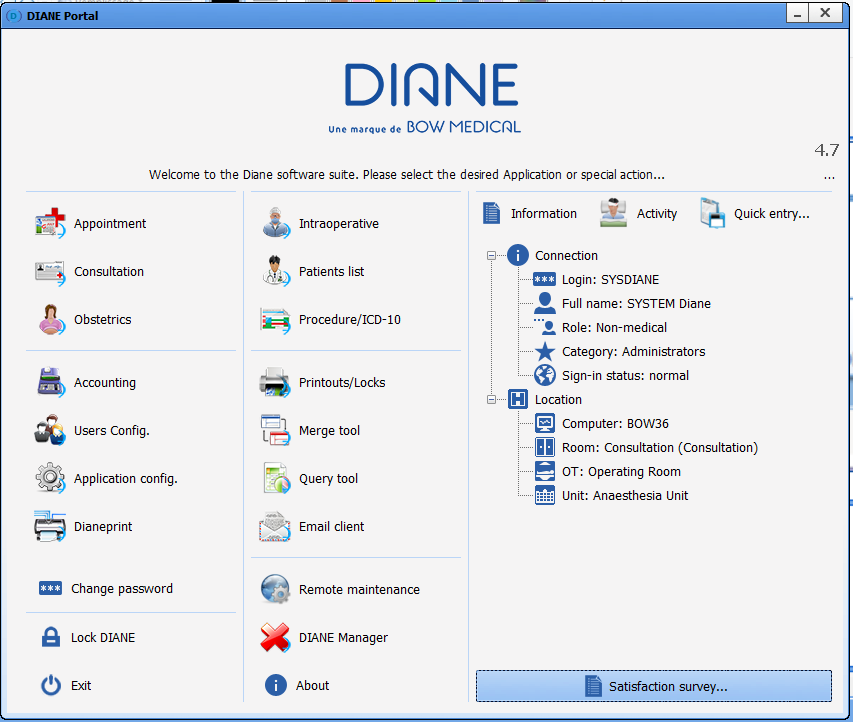 DIANE Portal
DIANE
Une marque de BOW MEDICAL
4.7
Welcome to the Diane software suite. Please select the desired Application or special action...
...
Appointment
Consultation
Obstetrics
Accounting
Users Config.
Application config.
Dianeprint
Change password
Lock DIANE
Exit
Intraoperative
Patients list
Procedure/ICD-10
Printouts/Locks
Merge tool
Query tool
Email client
Remote maintenance
DIANE Manager
About
Information Activity Quick entry...
Connection
Login: SYSDIANE
Full name: SYSTEM Diane
Role: Non-medical
Category: Administrators
Sign-in status: normal
Location
Computer: BOW36
Room: Consultation (Consultation)
OT: Operating Room
Unit: Anaesthesia Unit
Satisfaction survey...